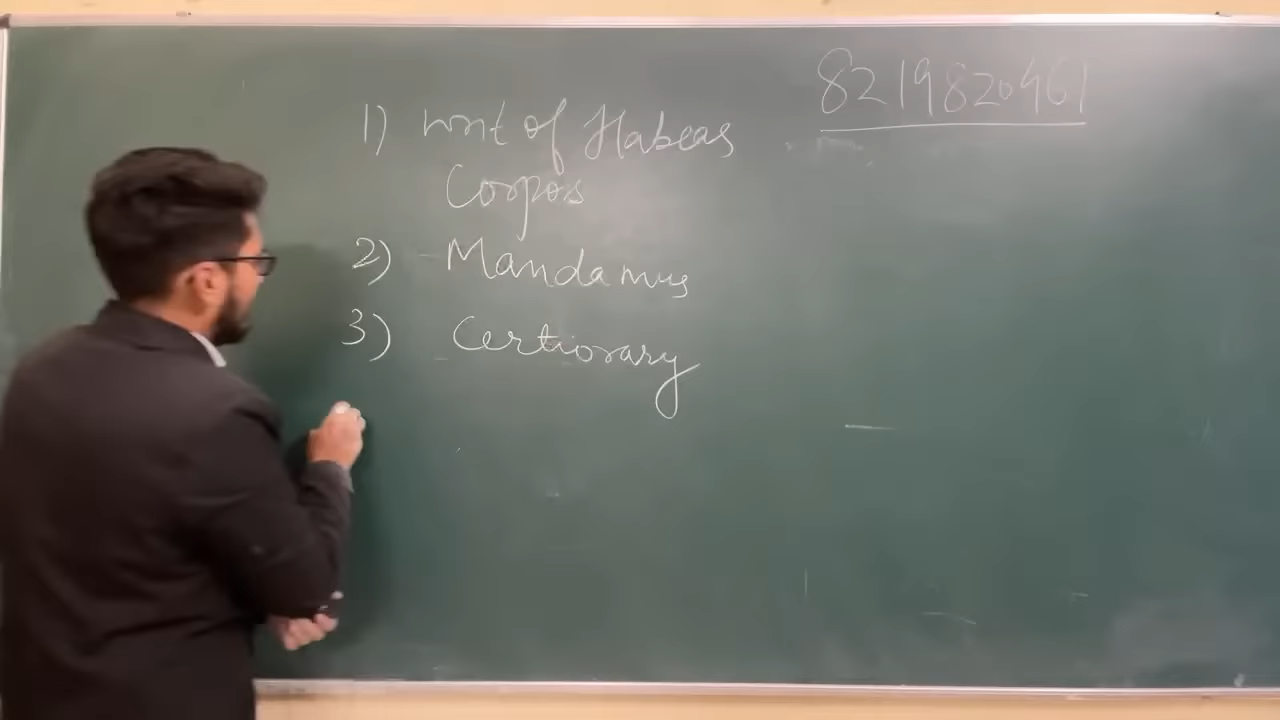 8219820461
1) writ of Habeas
Corpus
2) Mandamus
3) Certiorary